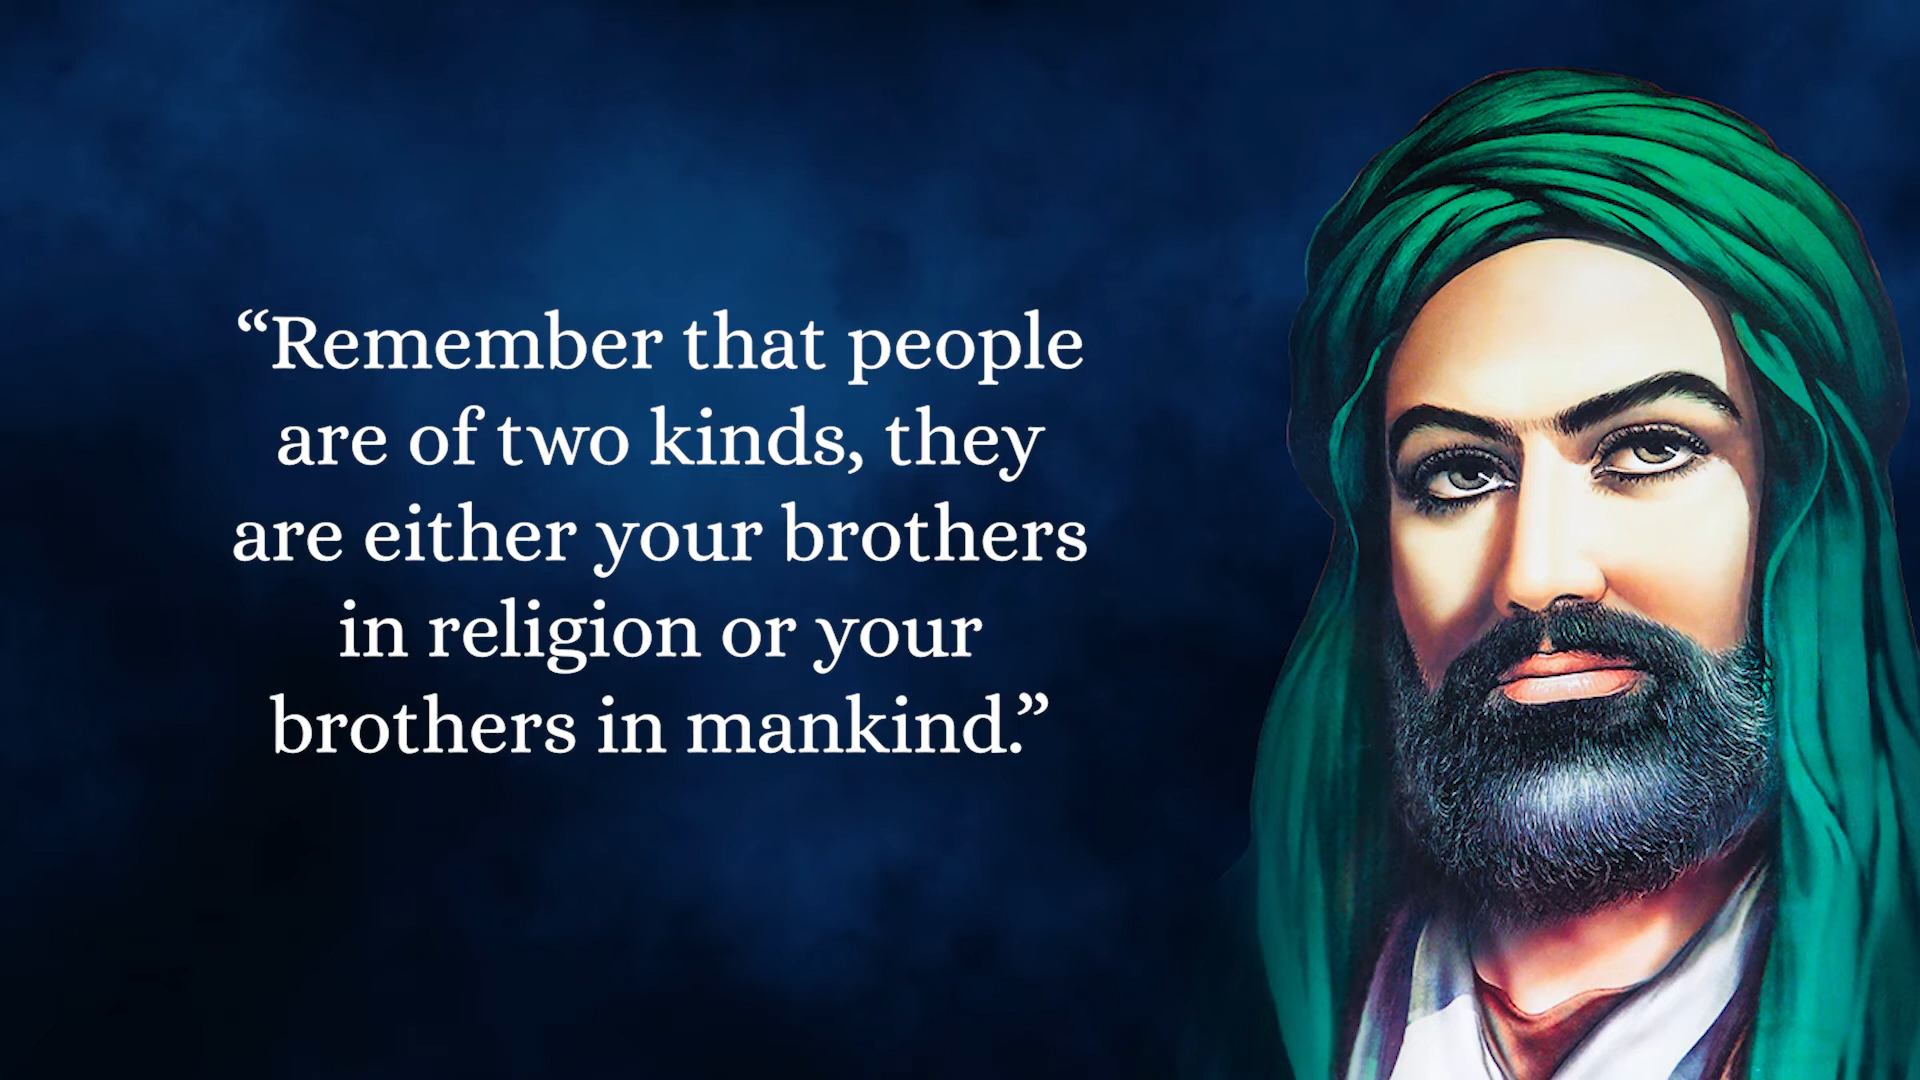 “Remember that people
are of two kinds, they
are either your brothers
in religion or your
brothers in mankind.”